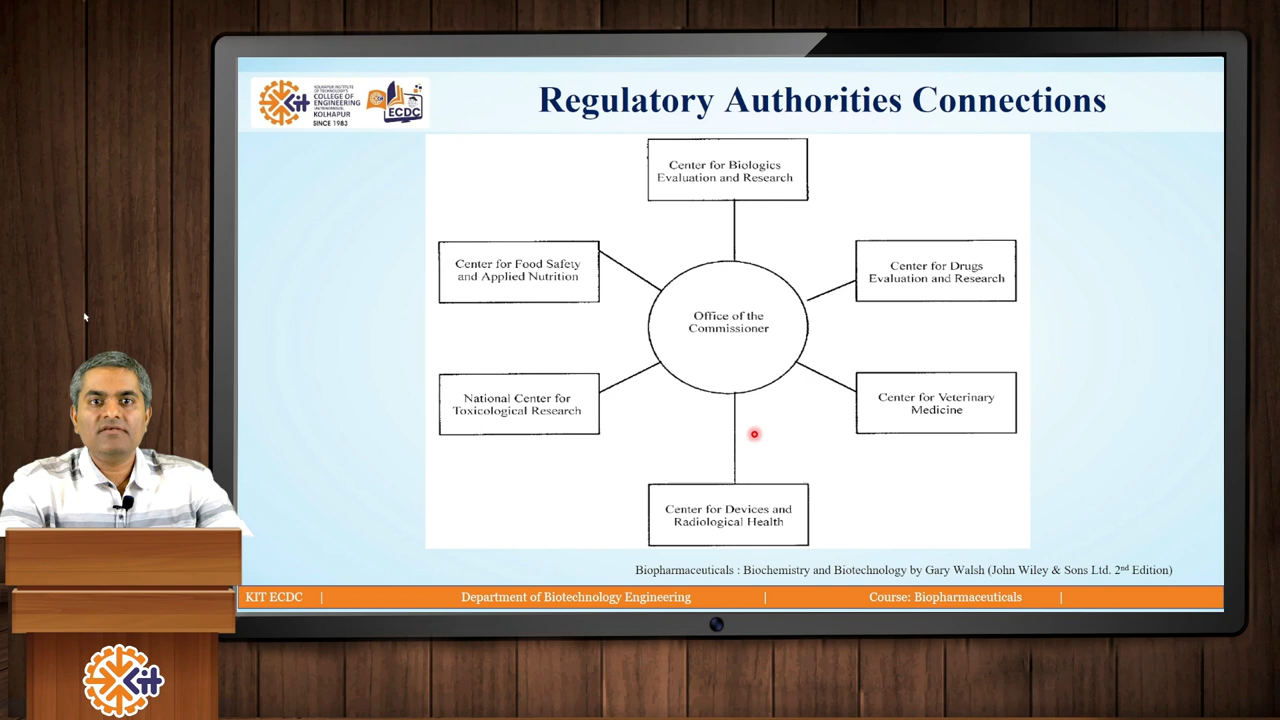 KOLHAPUR INSTITUTE
OF TECHNOLOGY'S
COLLEGE OF
ENGINEERING
(AUTONOMOUS),
KOLHAPUR
SINCE 1983
Kit
ECDC
Regulatory Authorities Connections
Center for Biologics
Evaluation and Research
Center for Food Safety
and Applied Nutrition
Center for Drugs
Evaluation and Research
Office of the
Commissioner
National Center for
Toxicological Research
Center for Veterinary
Medicine
Center for Devices and
Radiological Health
Biopharmaceuticals : Biochemistry and Biotechnology by Gary Walsh (John Wiley & Sons Ltd. 2nd Edition)
KIT ECDC | Department of Biotechnology Engineering | Course: Biopharmaceuticals |
Kit